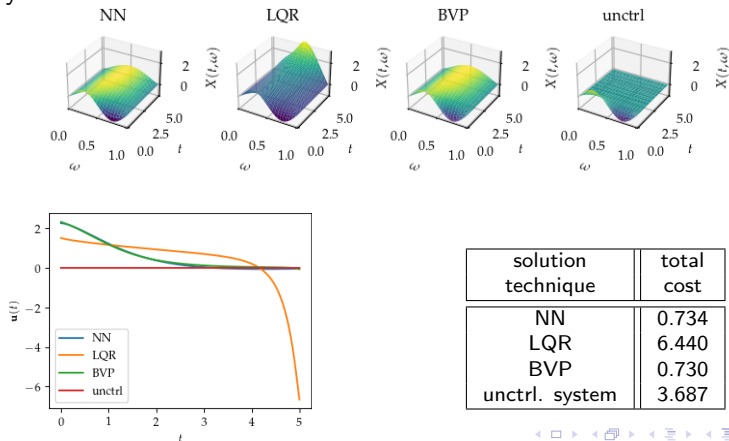 NN LQR BVP unctrl
X(t,ω) X(t,ω) X(t,ω) X(t,ω)
2 2 2 2
0 0 0 0
0.0 0.5 1.0 0.0 2.5 5.0 0.0 0.5 1.0 0.0 2.5 5.0 0.0 0.5 1.0 0.0 2.5 5.0 0.0 0.5 1.0 0.0 2.5 5.0
ω t ω t ω t ω t
2
0
−2
−4
−6
u(t)
NN
LQR
BVP
unctrl
0 1 2 3 4 5
t
solution technique total cost
NN 0.734
LQR 6.440
BVP 0.730
unctrl. system 3.687